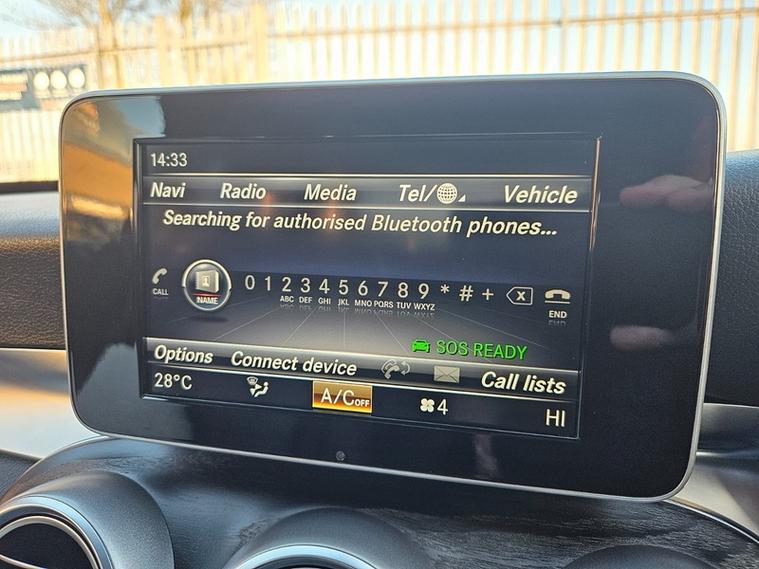 14:33
Navi Radio Media Tel/ Vehicle
Searching for authorised Bluetooth phones...
CALL NAME 0 1 2 3 4 5 6 7 8 9 * # + X END
ABC DEF GHI JKL MNO PQRS TUV WXYZ
SOS READY
Options Connect device Call lists
28°C A/C OFF 4 HI